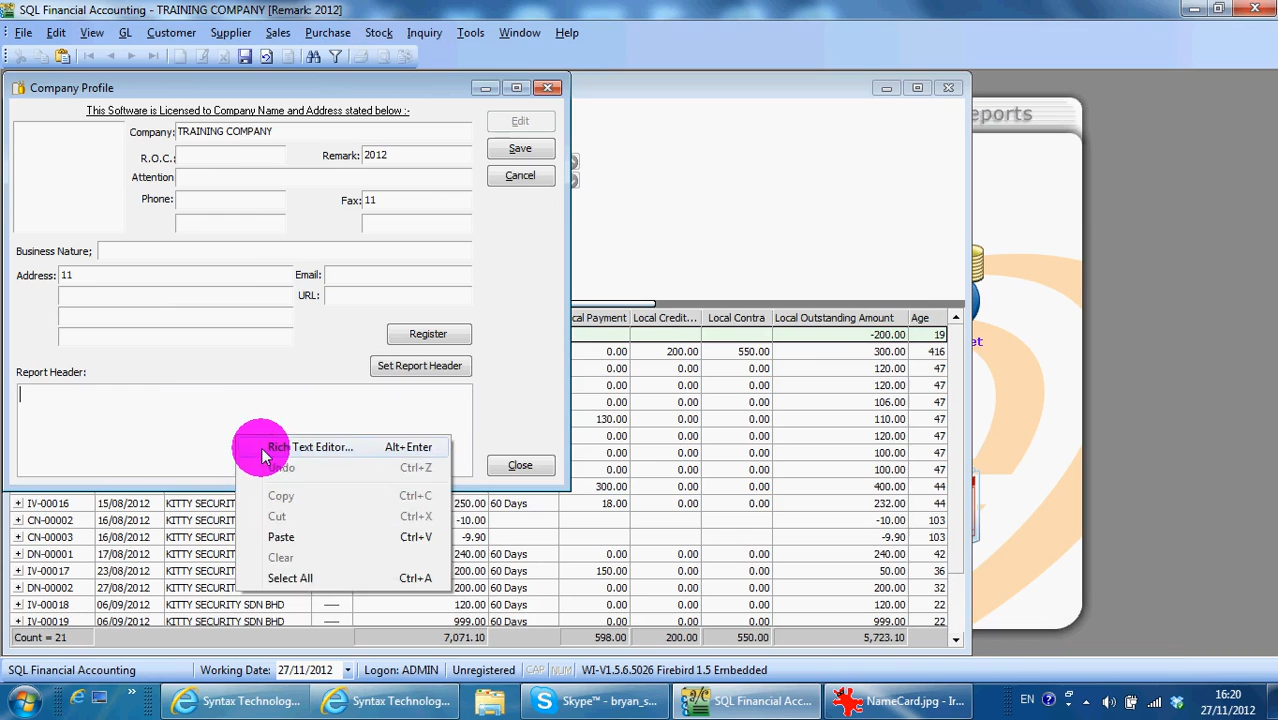 SQL Financial Accounting - TRAINING COMPANY [Remark: 2012]
File Edit View GL Customer Supplier Sales Purchase Stock Inquiry Tools Window Help
Company Profile
This Software is Licensed to Company Name and Address stated below :-
Company: TRAINING COMPANY
Edit
R.O.C.: Remark: 2012
Save
Attention
Cancel
Phone: Fax: 11
Business Nature;
Address: 11 Email:
URL:
Register
Set Report Header
Report Header:
Close
eports
et
Rich Text Editor... Alt+Enter
Undo Ctrl+Z
Copy Ctrl+C
Cut Ctrl+X
Paste Ctrl+V
Clear
Select All Ctrl+A
cal Payment Local Credit... Local Contra Local Outstanding Amount Age
-200.00 19
0.00 200.00 550.00 300.00 416
0.00 0.00 0.00 120.00 47
0.00 0.00 0.00 120.00 47
0.00 0.00 0.00 106.00 47
130.00 0.00 0.00 110.00 47
0.00 0.00 0.00 120.00 44
0.00 0.00 0.00 120.00 44
300.00 0.00 0.00 400.00 44
IV-00016 15/08/2012 KITTY SECURIT 250.00 60 Days 18.00 0.00 0.00 232.00 44
CN-00002 16/08/2012 KITTY SECURIT -10.00 -10.00 103
CN-00003 16/08/2012 KITTY SECURIT -9.90 -9.90 103
DN-00001 17/08/2012 KITTY SECURIT 240.00 60 Days 0.00 0.00 0.00 240.00 42
IV-00017 23/08/2012 KITTY SECURIT 200.00 60 Days 150.00 0.00 0.00 50.00 36
DN-00002 27/08/2012 KITTY SECURIT 200.00 60 Days 0.00 0.00 0.00 200.00 32
IV-00018 06/09/2012 KITTY SECURITY SDN BHD ---- 120.00 60 Days 0.00 0.00 0.00 120.00 22
IV-00019 06/09/2012 KITTY SECURITY SDN BHD ---- 999.00 60 Days 0.00 0.00 0.00 999.00 22
Count = 21 7,071.10 598.00 200.00 550.00 5,723.10
SQL Financial Accounting Working Date: 27/11/2012 Logon: ADMIN Unregistered CAP NUM WI-V1.5.6.5026 Firebird 1.5 Embedded
Syntax Technolog... Syntax Technolog... Skype™ - bryan_s... SQL Financial Acc... NameCard.jpg - Ir... EN 16:20
27/11/2012